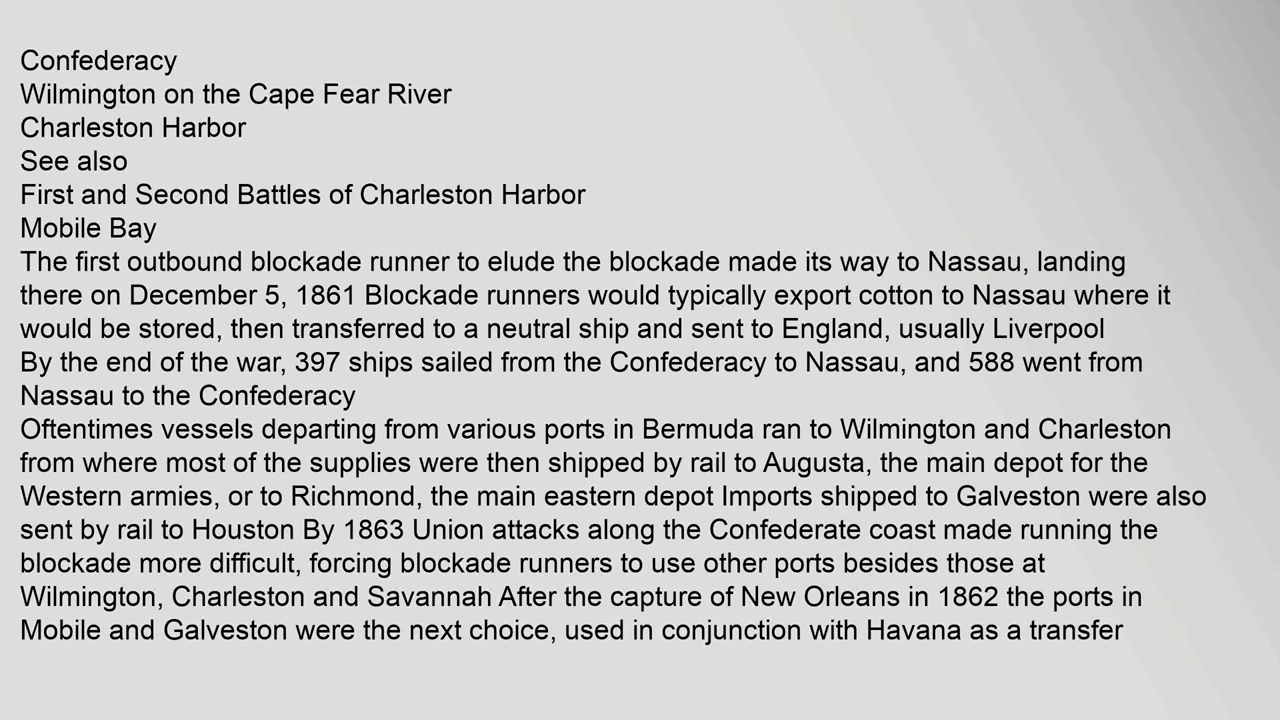 Confederacy
Wilmington on the Cape Fear River
Charleston Harbor
See also
First and Second Battles of Charleston Harbor
Mobile Bay
The first outbound blockade runner to elude the blockade made its way to Nassau, landing
there on December 5, 1861 Blockade runners would typically export cotton to Nassau where it
would be stored, then transferred to a neutral ship and sent to England, usually Liverpool
By the end of the war, 397 ships sailed from the Confederacy to Nassau, and 588 went from
Nassau to the Confederacy
Oftentimes vessels departing from various ports in Bermuda ran to Wilmington and Charleston
from where most of the supplies were then shipped by rail to Augusta, the main depot for the
Western armies, or to Richmond, the main eastern depot Imports shipped to Galveston were also
sent by rail to Houston By 1863 Union attacks along the Confederate coast made running the
blockade more difficult, forcing blockade runners to use other ports besides those at
Wilmington, Charleston and Savannah After the capture of New Orleans in 1862 the ports in
Mobile and Galveston were the next choice, used in conjunction with Havana as a transfer